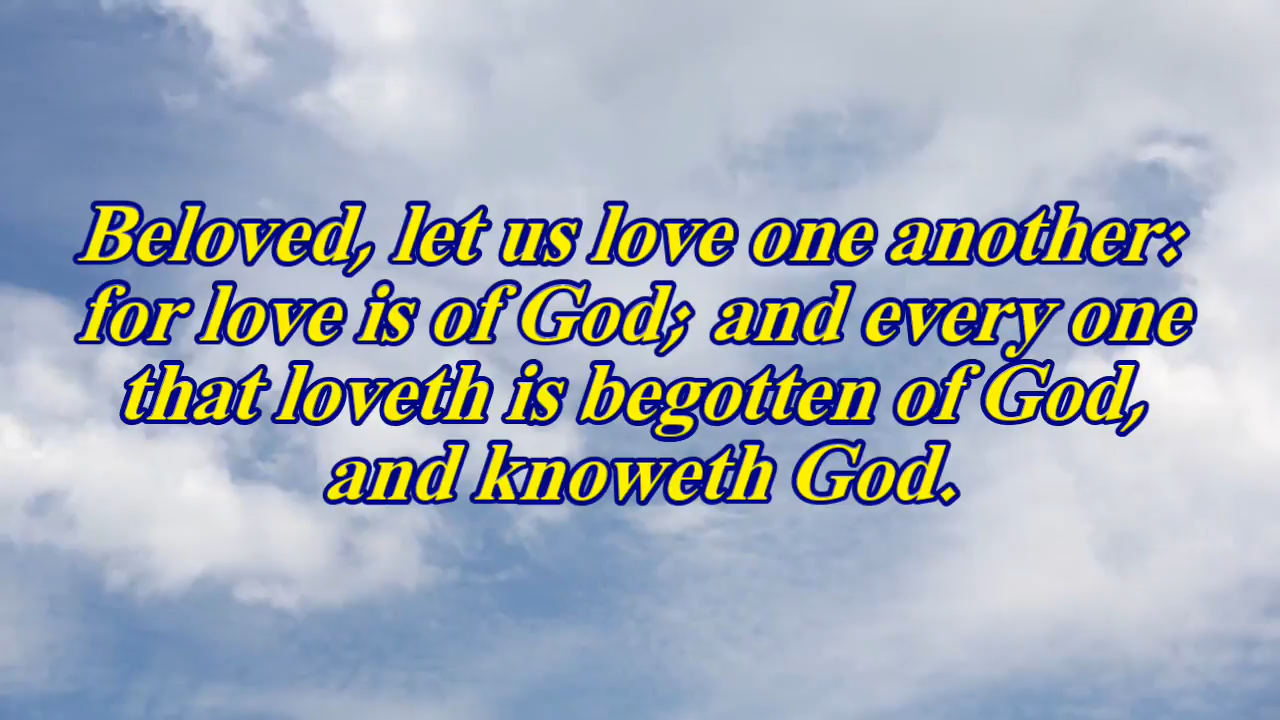 Beloved, let us love one another:
for love is of God; and every one
that loveth is begotten of God,
and knoweth God.